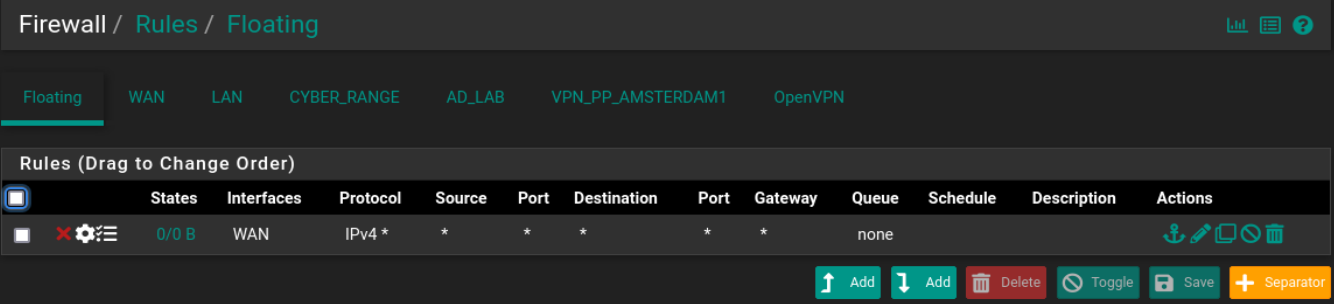 Firewall / Rules / Floating
Floating WAN LAN CYBER_RANGE AD_LAB VPN_PP_AMSTERDAM1 OpenVPN
Rules (Drag to Change Order)
States Interfaces Protocol Source Port Destination Port Gateway Queue Schedule Description Actions
0/0 B WAN IPv4 * * * * * * none
Add Add Delete Toggle Save Separator